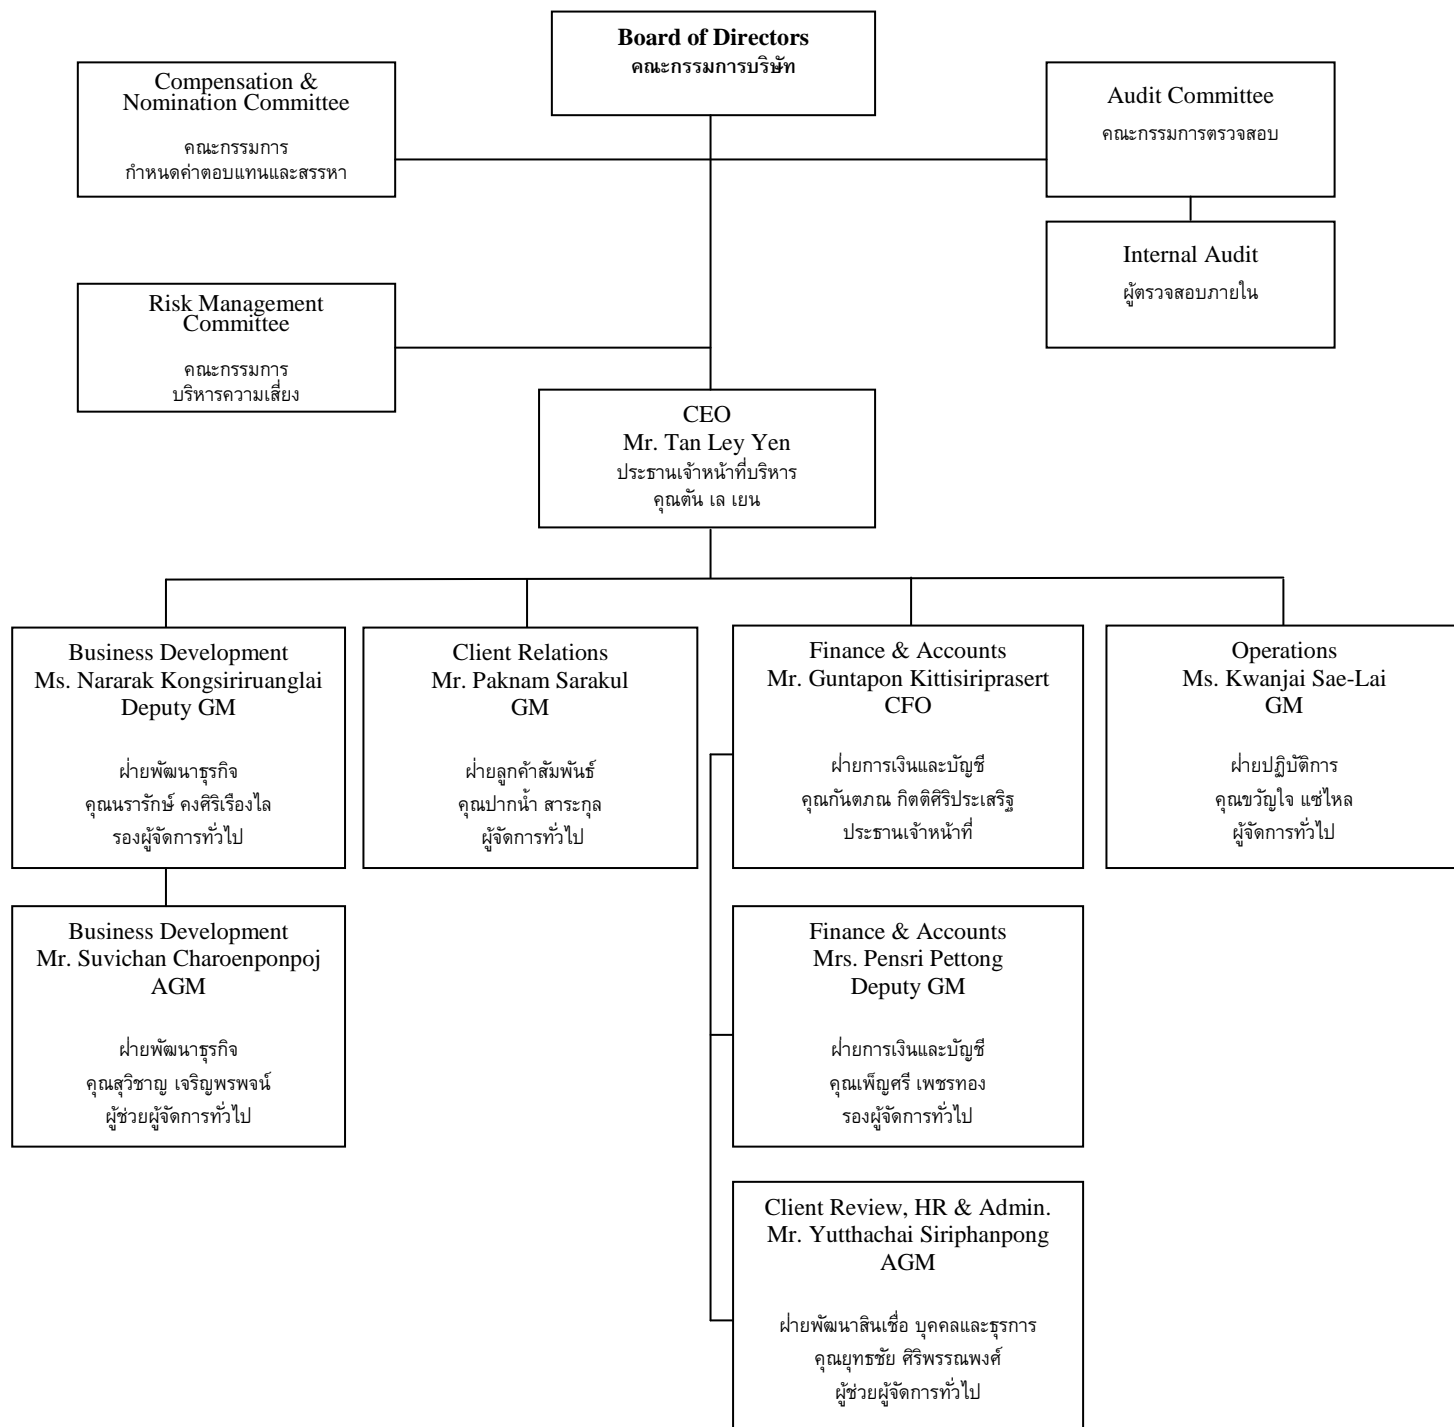 Board of Directors
คณะกรรมการบริษัท
Compensation &
Nomination Committee
คณะกรรมการ
กำหนดค่าตอบแทนและสรรหา
Audit Committee
คณะกรรมการตรวจสอบ
Internal Audit
ผู้ตรวจสอบภายใน
Risk Management
Committee
คณะกรรมการ
บริหารความเสี่ยง
CEO
Mr. Tan Ley Yen
ประธานเจ้าหน้าที่บริหาร
คุณตัน เล เยน
Business Development
Ms. Nararak Kongsiriruanglai
Deputy GM
ฝ่ายพัฒนาธุรกิจ
คุณนรารักษ์ คงศิริเรืองไล
รองผู้จัดการทั่วไป
Client Relations
Mr. Paknam Sarakul
GM
ฝ่ายลูกค้าสัมพันธ์
คุณปากน้ำ สาระกุล
ผู้จัดการทั่วไป
Finance & Accounts
Mr. Guntapon Kittisiriprasert
CFO
ฝ่ายการเงินและบัญชี
คุณกันตภณ กิตติศิริประเสริฐ
ประธานเจ้าหน้าที่
Operations
Ms. Kwanjai Sae-Lai
GM
ฝ่ายปฏิบัติการ
คุณขวัญใจ แซ่ไหล
ผู้จัดการทั่วไป
Business Development
Mr. Suvichan Charoenponpoj
AGM
ฝ่ายพัฒนาธุรกิจ
คุณสุวิชาญ เจริญพรพจน์
ผู้ช่วยผู้จัดการทั่วไป
Finance & Accounts
Mrs. Pensri Pettong
Deputy GM
ฝ่ายการเงินและบัญชี
คุณเพ็ญศรี เพชรทอง
รองผู้จัดการทั่วไป
Client Review, HR & Admin.
Mr. Yutthachai Siriphanpong
AGM
ฝ่ายพัฒนาสินเชื่อ บุคคลและธุรการ
คุณยุทธชัย ศิริพรรณพงศ์
ผู้ช่วยผู้จัดการทั่วไป